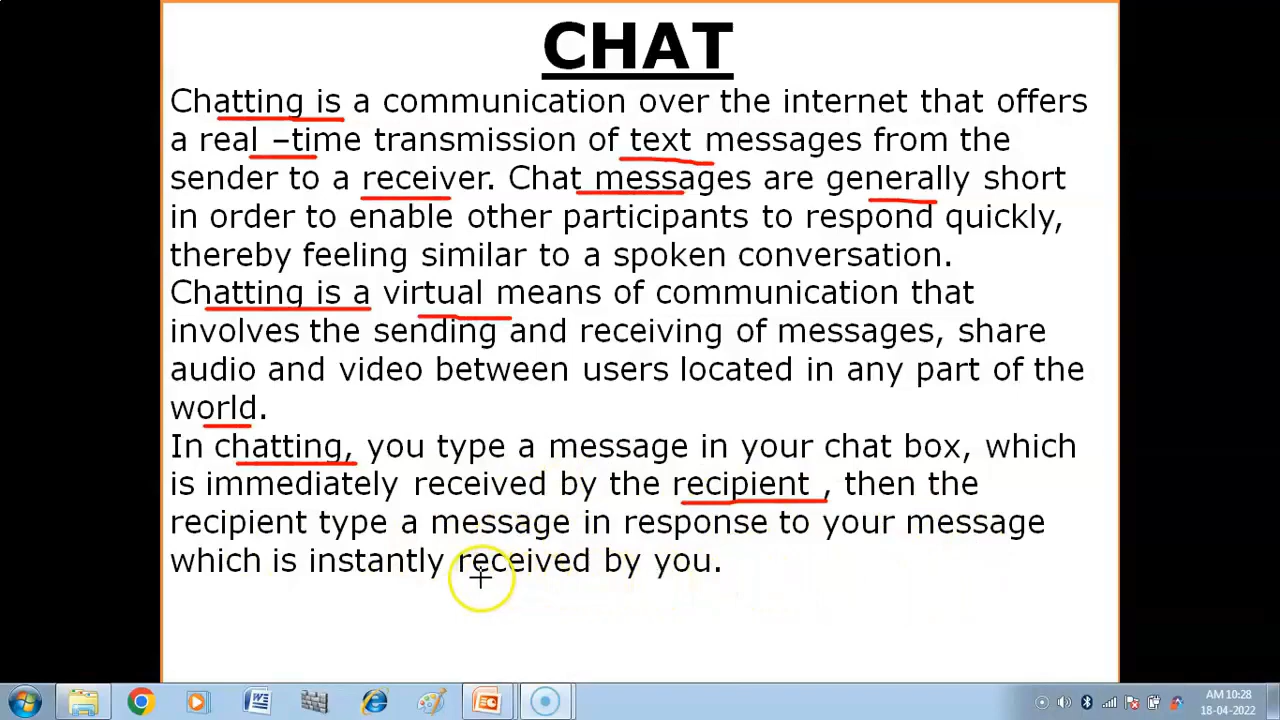 CHAT
Chatting is a communication over the internet that offers
a real –time transmission of text messages from the
sender to a receiver. Chat messages are generally short
in order to enable other participants to respond quickly,
thereby feeling similar to a spoken conversation.
Chatting is a virtual means of communication that
involves the sending and receiving of messages, share
audio and video between users located in any part of the
world.
In chatting, you type a message in your chat box, which
is immediately received by the recipient , then the
recipient type a message in response to your message
which is instantly received by you.
AM 10:28
18-04-2022